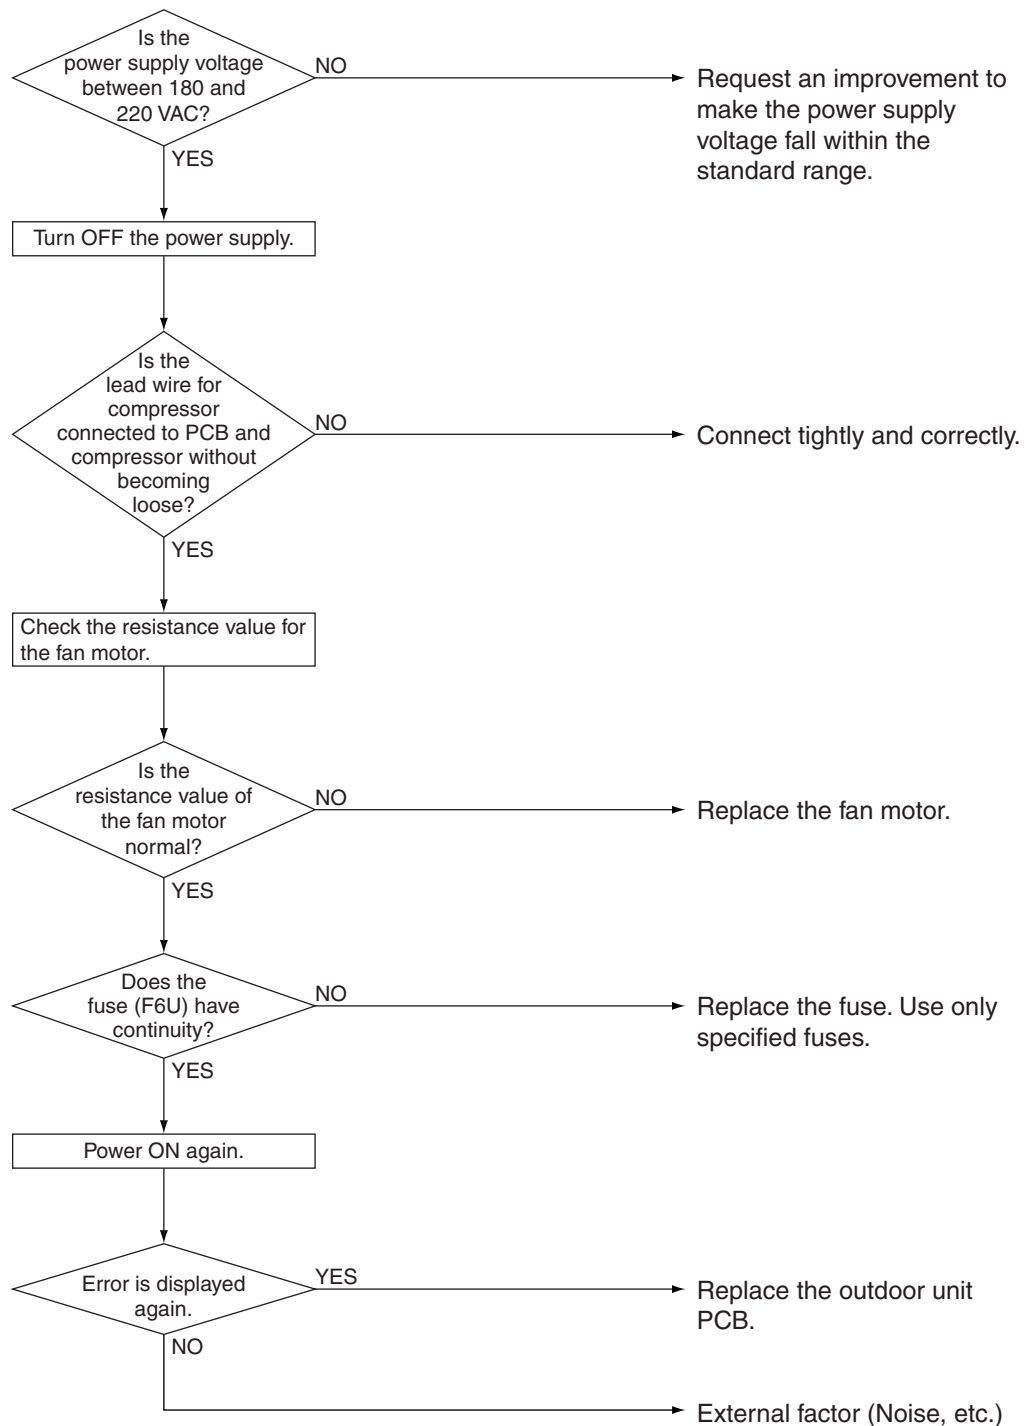 Is the
power supply voltage
between 180 and
220 VAC?
NO
Request an improvement to
make the power supply
voltage fall within the
standard range.
YES
Turn OFF the power supply.
Is the
lead wire for
compressor
connected to PCB and
compressor without
becoming
loose?
NO
Connect tightly and correctly.
YES
Check the resistance value for
the fan motor.
Is the
resistance value of
the fan motor
normal?
NO
Replace the fan motor.
YES
Does the
fuse (F6U) have
continuity?
NO
Replace the fuse. Use only
specified fuses.
YES
Power ON again.
Error is displayed
again.
YES
Replace the outdoor unit
PCB.
NO
External factor (Noise, etc.)